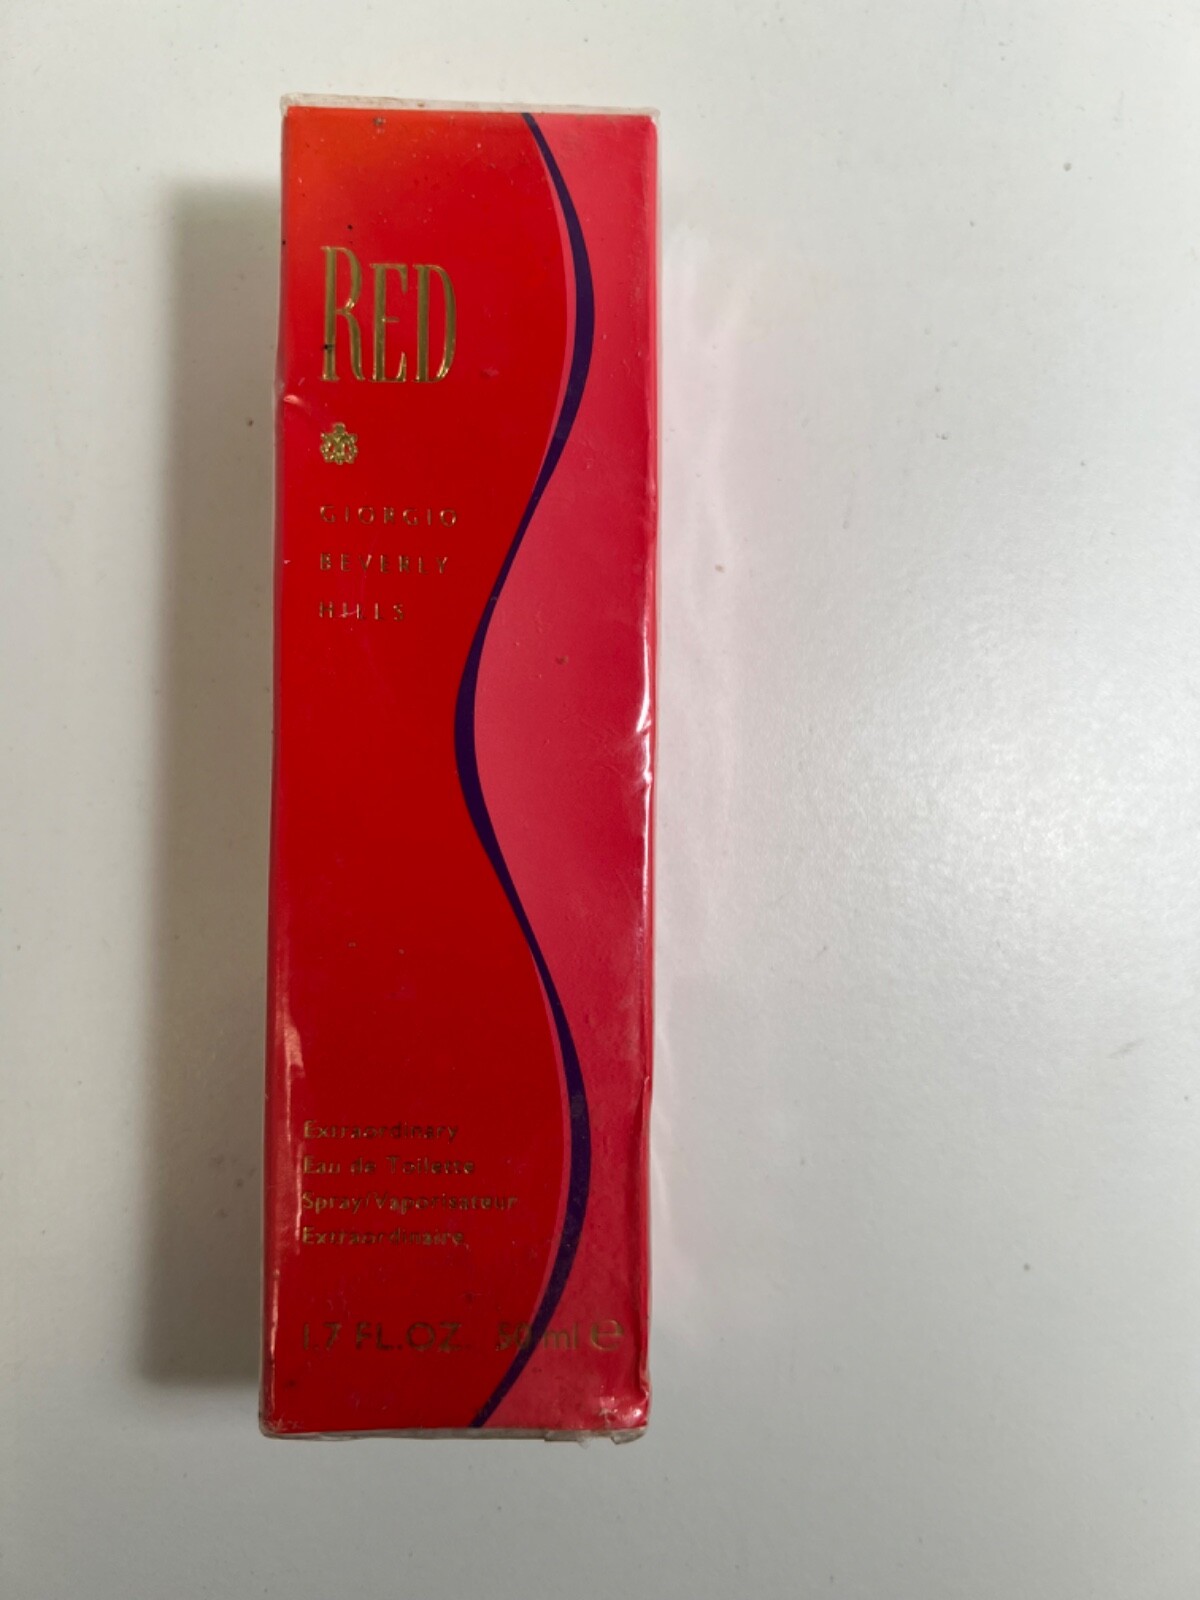 RED
GIORGIO
BEVERLY
HILLS
Extraordinary
Eau de Toilette
Spray/Vaporisateur
Extraordinaire
1.7 FL.OZ. 50 ml e